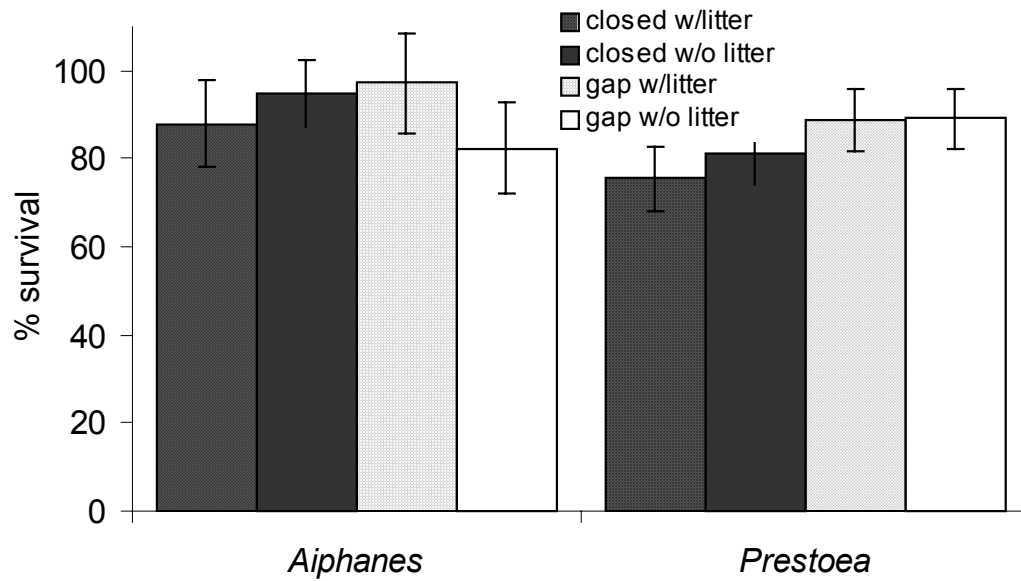 closed w/litter
closed w/o litter
gap w/litter
gap w/o litter
100
80
60
40
20
0
% survival
Aiphanes
Prestoea